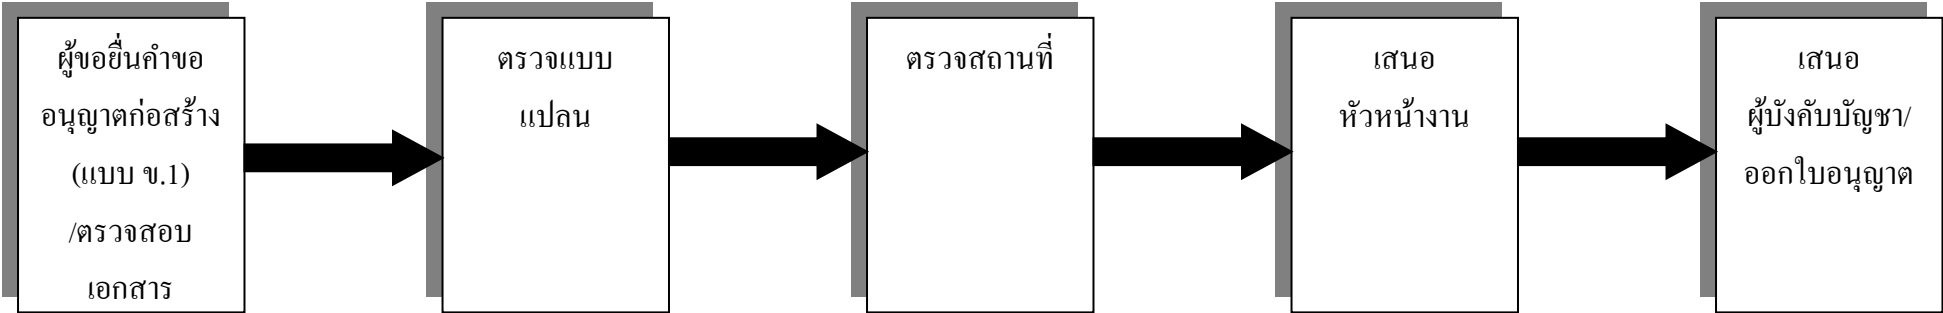 ผู้ขอยื่นคำขอ
อนุญาตก่อสร้าง
(แบบ ข.1)
/ตรวจสอบ
เอกสาร
ตรวจแบบ
แปลน
ตรวจสถานที่
เสนอ
หัวหน้างาน
เสนอ
ผู้บังคับบัญชา/
ออกใบอนุญาต